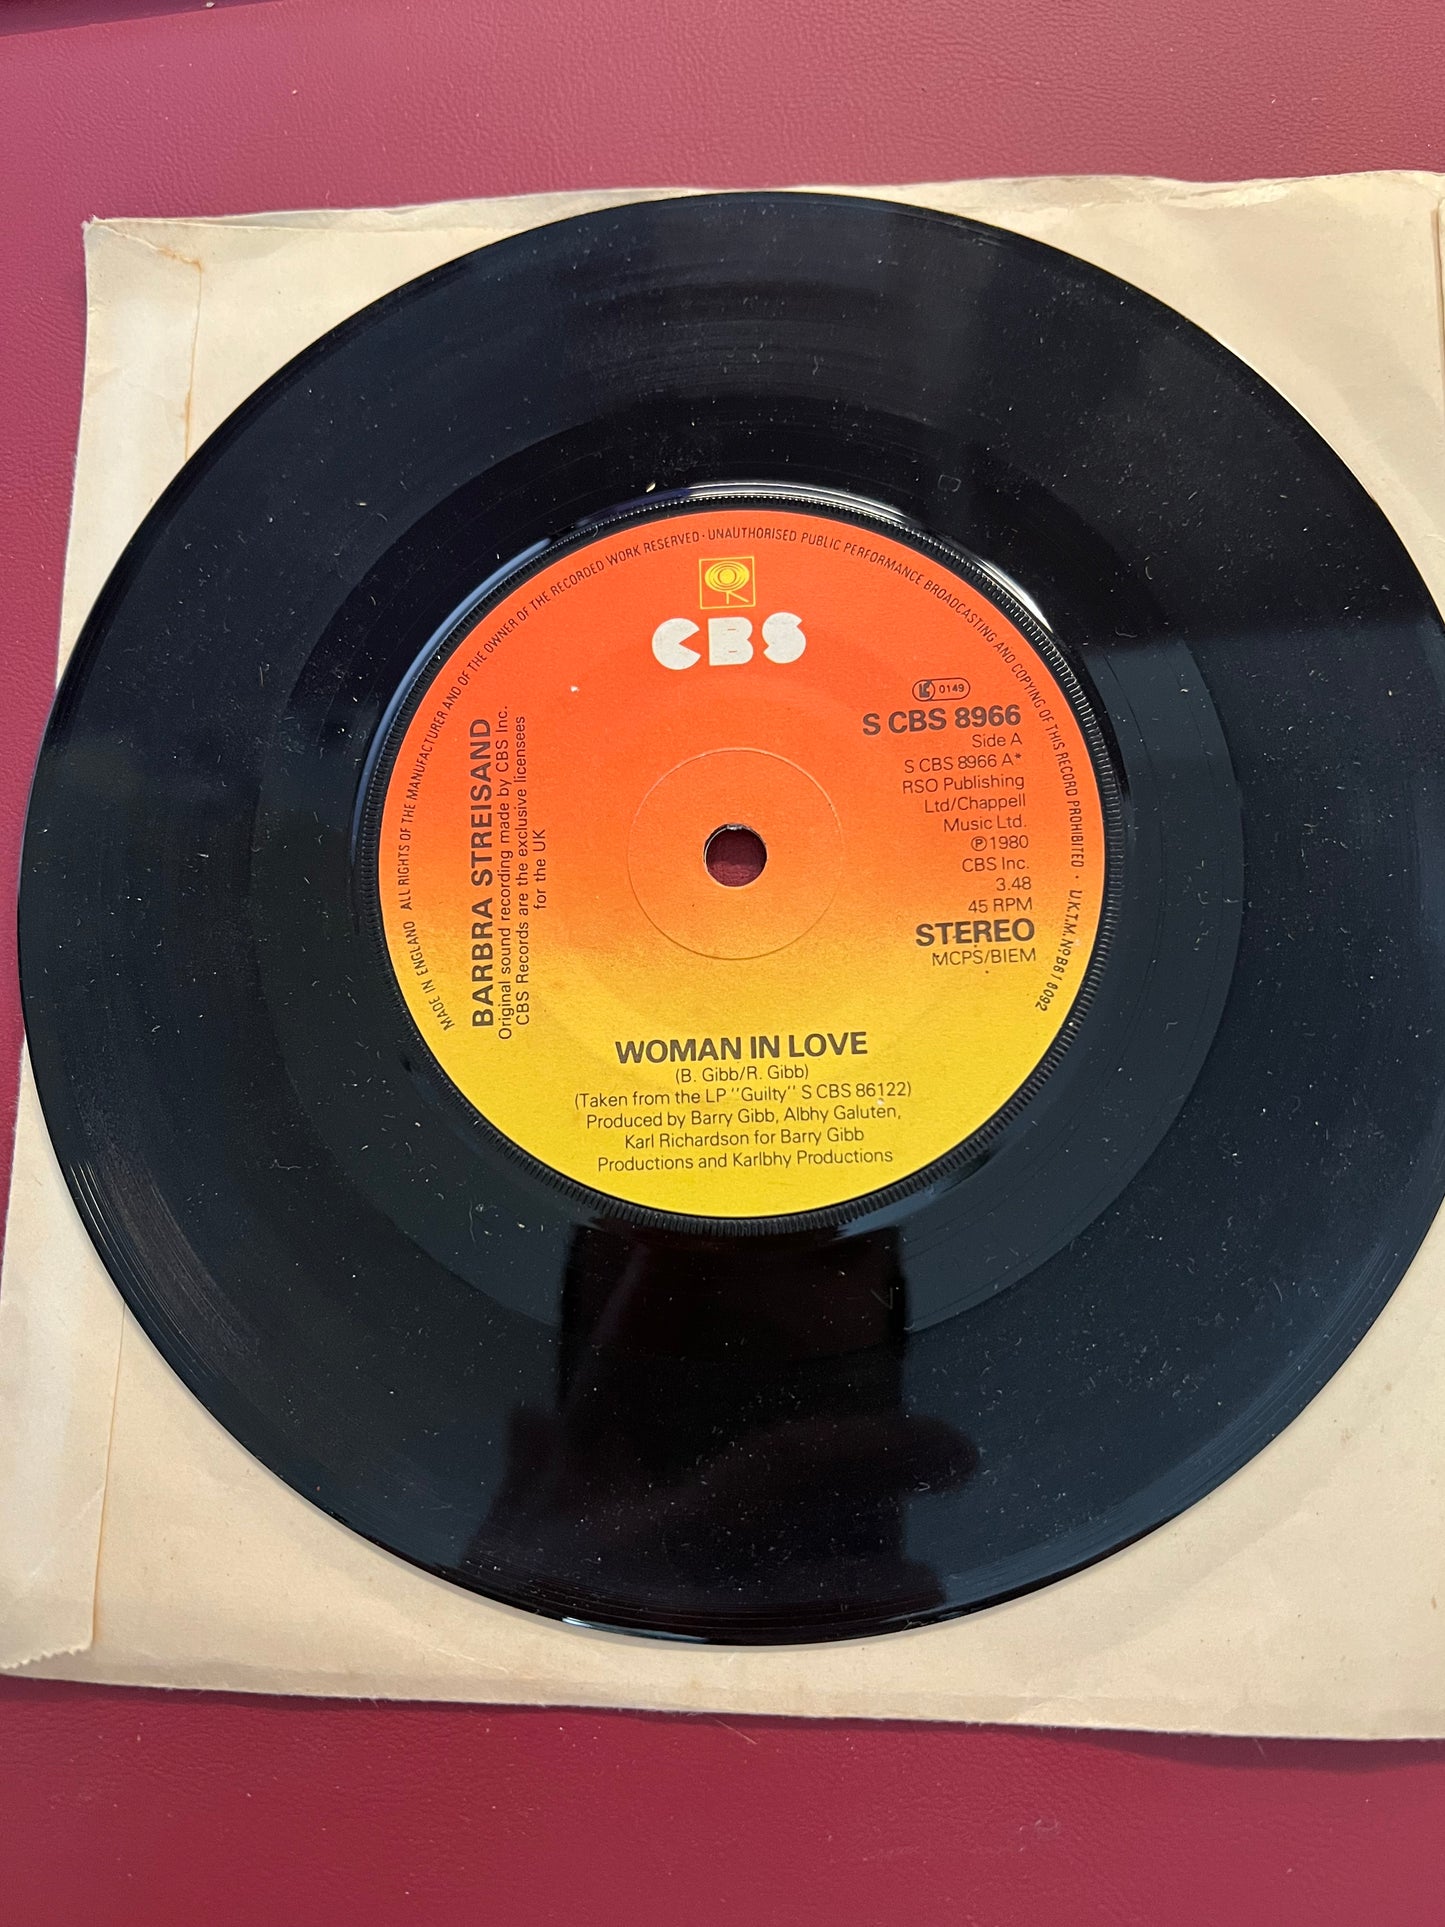 MADE IN ENGLAND ALL RIGHTS OF THE MANUFACTURER AND OF THE OWNER OF THE RECORDED WORK RESERVED · UNAUTHORISED PUBLIC PERFORMANCE BROADCASTING AND COPYING OF THIS RECORD PROHIBITED · U.K.T.M. Nº B618092
CBS
BARBRA STREISAND
Original sound recording made by CBS Inc.
CBS Records are the exclusive licensees
for the UK
LC 0149
S CBS 8966
Side A
S CBS 8966 A*
RSO Publishing
Ltd/Chappell
Music Ltd.
℗ 1980
CBS Inc.
3.48
45 RPM
STEREO
MCPS/BIEM
WOMAN IN LOVE
(B. Gibb/R. Gibb)
(Taken from the LP "Guilty" S CBS 86122)
Produced by Barry Gibb, Albhy Galuten,
Karl Richardson for Barry Gibb
Productions and Karlbhy Productions